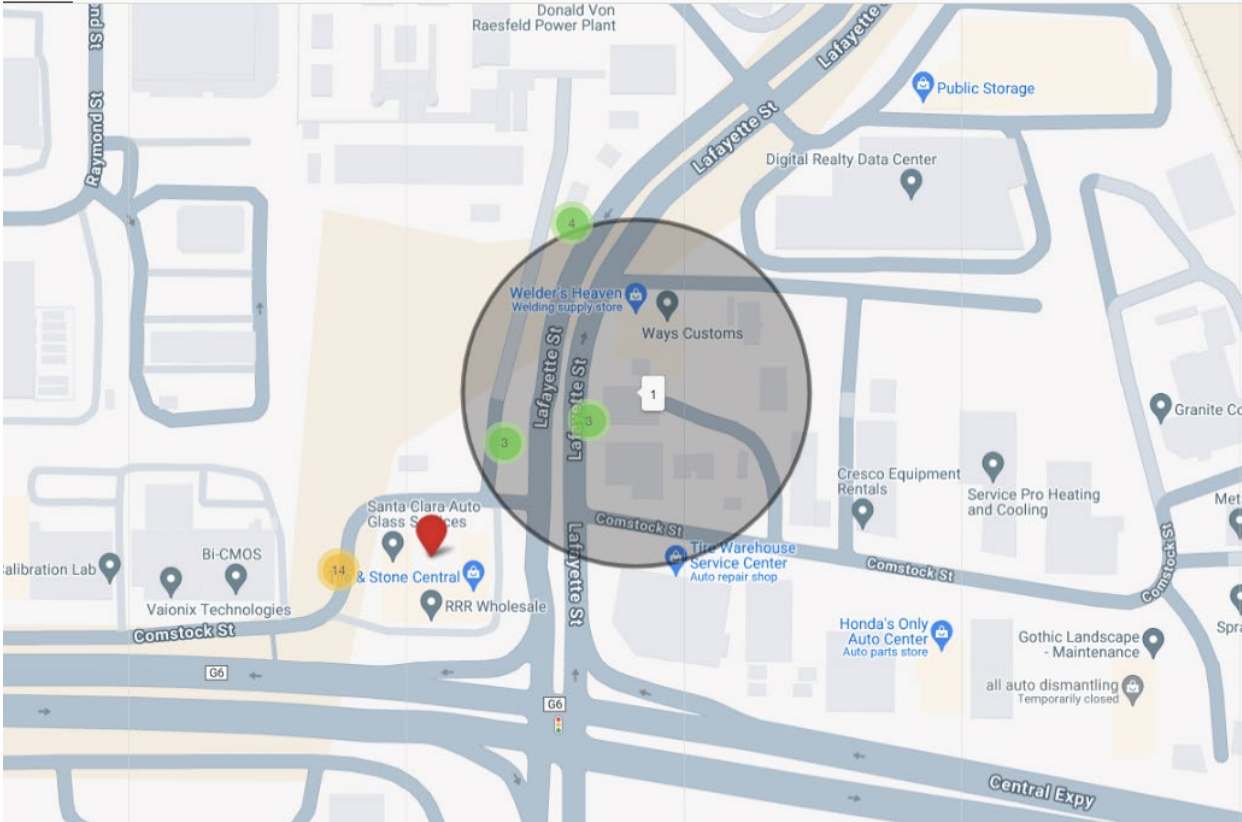 Donald Von
Raesfeld Power Plant
Lafayette St
nd St
Raymond St
Public Storage
Lafayette St
Digital Realty Data Center
4
Welder's Heaven
Welding supply store
Ways Customs
Lafayette St
Lafayette St
1
3
3
Granite Co
Cresco Equipment
Rentals
Service Pro Heating
and Cooling
Met
Santa Clara Auto
Glass
Comstock St
Lafayette St
Tire Warehouse
Service Center
Auto repair shop
Comstock St
Comstock St
Calibration Lab
Bi-CMOS
14
& Stone Central
Vaionix Technologies
RRR Wholesale
Comstock St
Honda's Only
Auto Center
Auto parts store
Gothic Landscape
- Maintenance
Spra
G6
all auto dismantling
Temporarily closed
G6
Central Expy